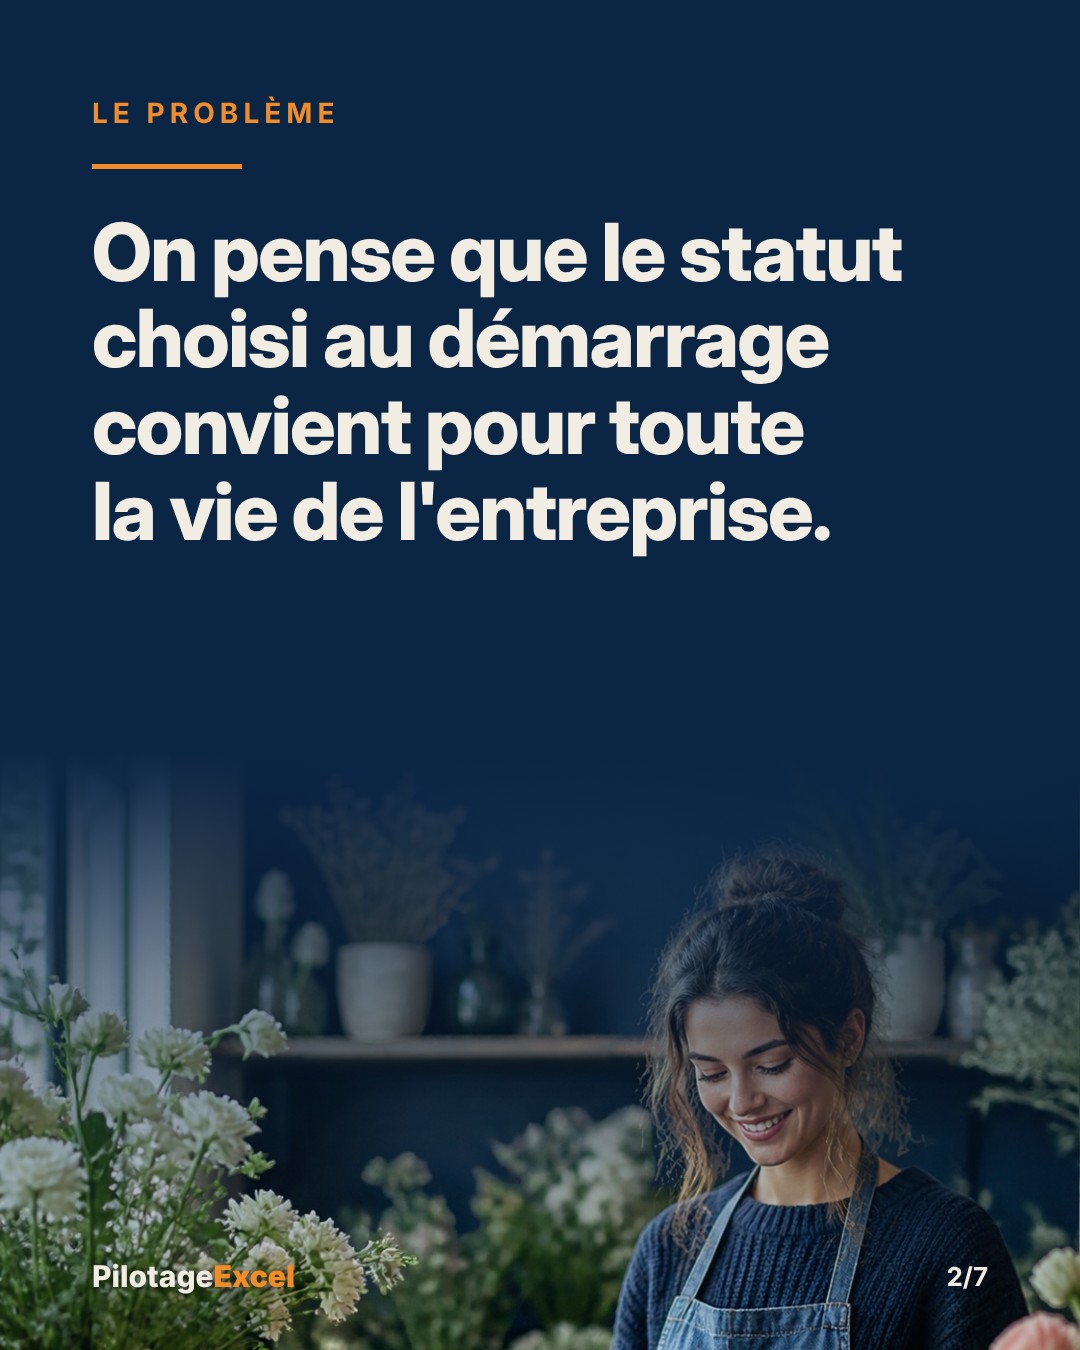 LE PROBLÈME
On pense que le statut
choisi au démarrage
convient pour toute
la vie de l'entreprise.
PilotageExcel
2/7